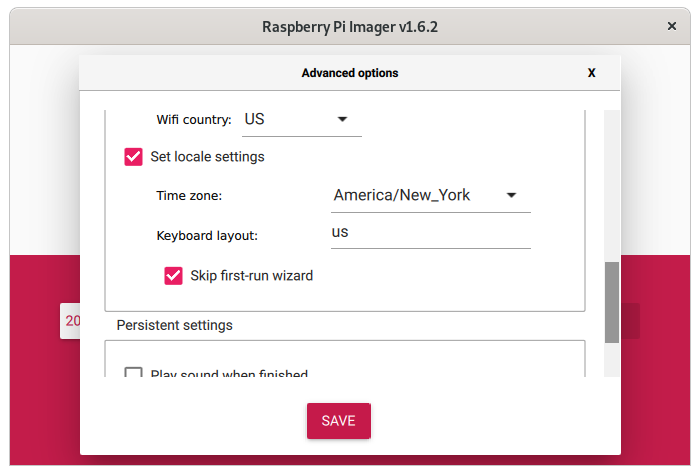 Raspberry Pi Imager v1.6.2
×
Advanced options
X
Wifi country: US
Set locale settings
Time zone: America/New_York
Keyboard layout: us
Skip first-run wizard
20
Persistent settings
Play sound when finished
SAVE